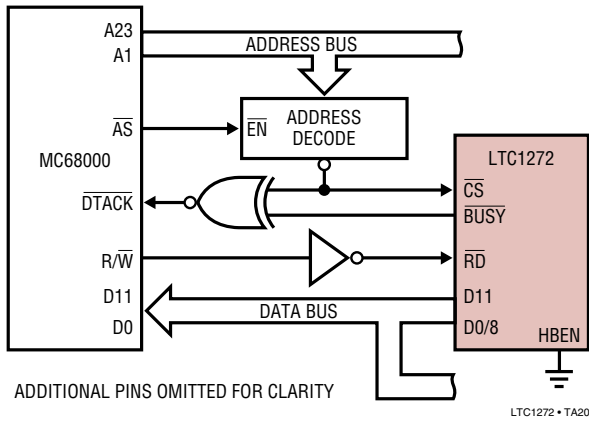 A23
ADDRESS BUS
A1
ADDRESS
DECODE
AS
EN
MC68000
LTC1272
CS
DTACK
BUSY
R/W
RD
D11
D11
DATA BUS
D0
D0/8
HBEN
ADDITIONAL PINS OMITTED FOR CLARITY
LTC1272 • TA20